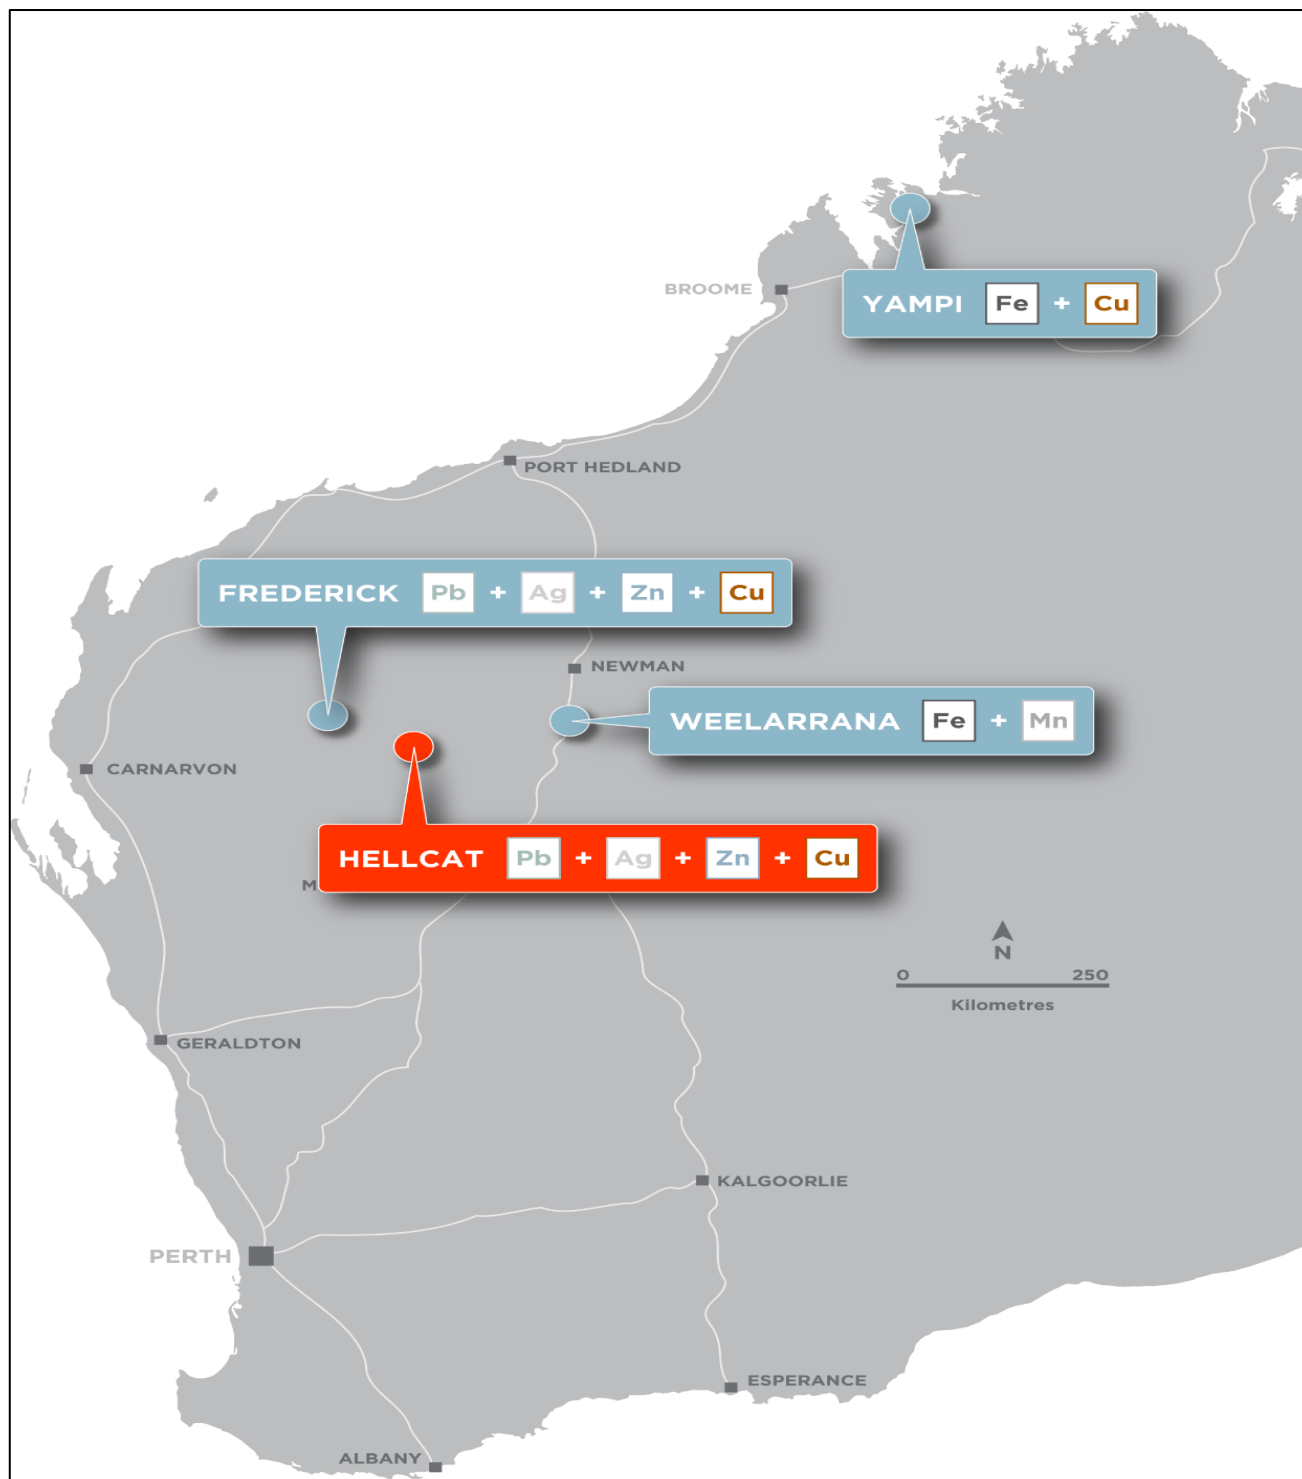 BROOME
YAMPI Fe + Cu
PORT HEDLAND
FREDERICK Pb + Ag + Zn + Cu
NEWMAN
WEELARRANA Fe + Mn
CARNARVON
HELLCAT Pb + Ag + Zn + Cu
N
0 250
Kilometres
GERALDTON
KALGOORLIE
PERTH
ESPERANCE
ALBANY